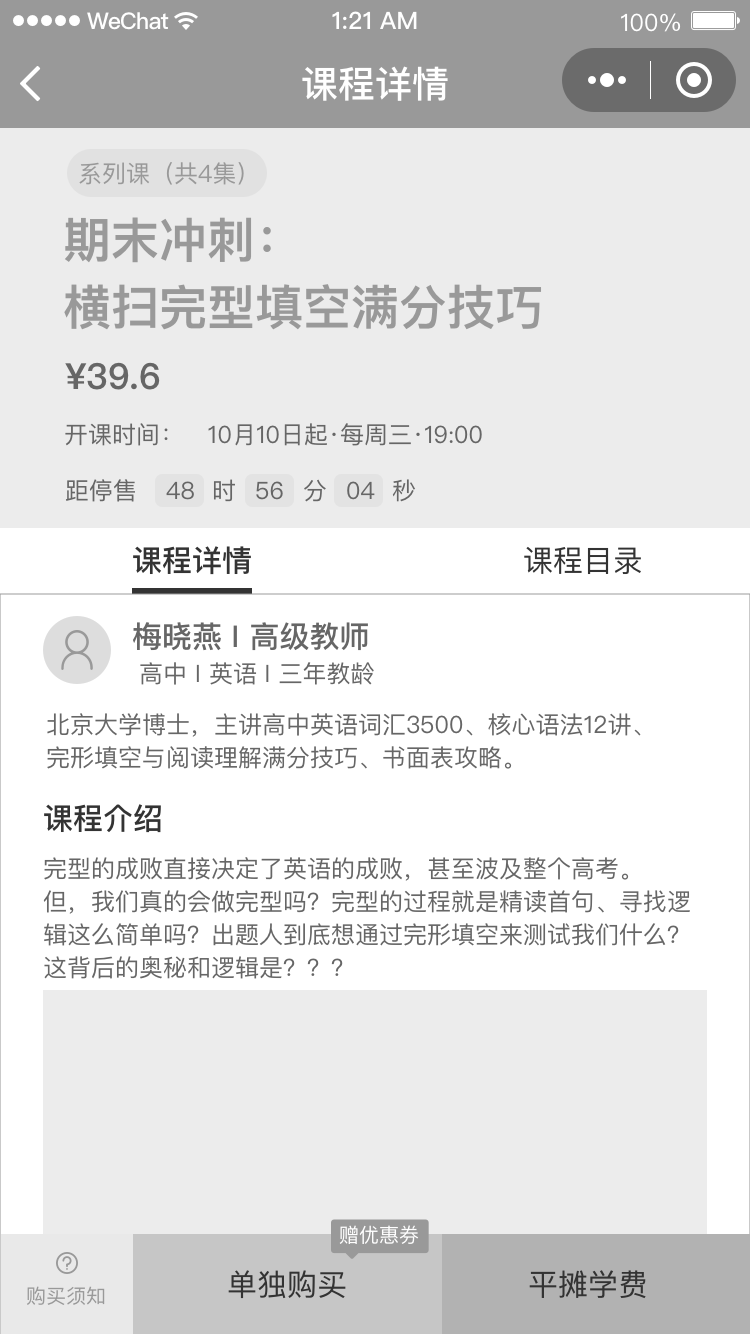 WeChat 1:21 AM 100%
课程详情
系列课（共4集）
期末冲刺：
横扫完型填空满分技巧
¥39.6
开课时间： 10月10日起·每周三·19:00
距停售 48 时 56 分 04 秒
课程详情 课程目录
梅晓燕 I 高级教师
高中 I 英语 I 三年教龄
北京大学博士，主讲高中英语词汇3500、核心语法12讲、
完形填空与阅读理解满分技巧、书面表攻略。
课程介绍
完型的成败直接决定了英语的成败，甚至波及整个高考。
但，我们真的会做完型吗？完型的过程就是精读首句、寻找逻
辑这么简单吗？出题人到底想通过完形填空来测试我们什么？
这背后的奥秘和逻辑是？？？
赠优惠券
购买须知 单独购买 平摊学费